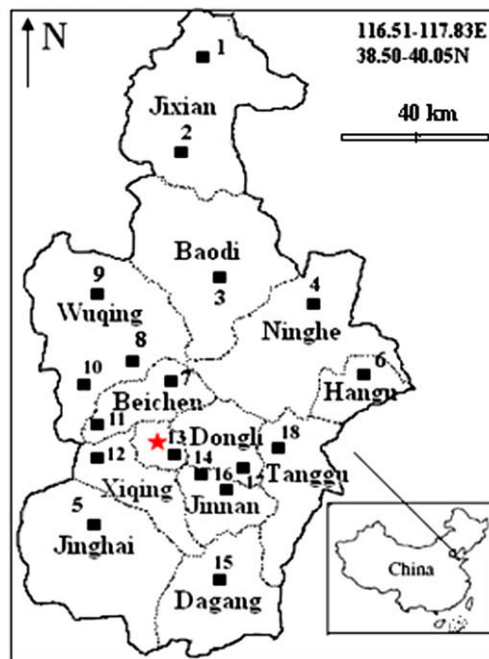 N
116.51-117.83E
38.50-40.05N
1
40 km
Jixian
2
Baodi
9
3
4
Wuqing
Ninghe
8
6
10
7
Hangu
Beichen
11
13
Dongli
18
12
14
Tanggu
16
Xiqing
5
Jinnan
Jinghai
15
China
Dagang